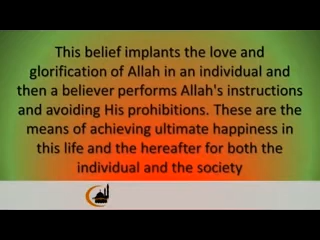 This belief implants the love and
glorification of Allah in an individual and
then a believer performs Allah's instructions
and avoiding His prohibitions. These are the
means of achieving ultimate happiness in
this life and the hereafter for both the
individual and the society